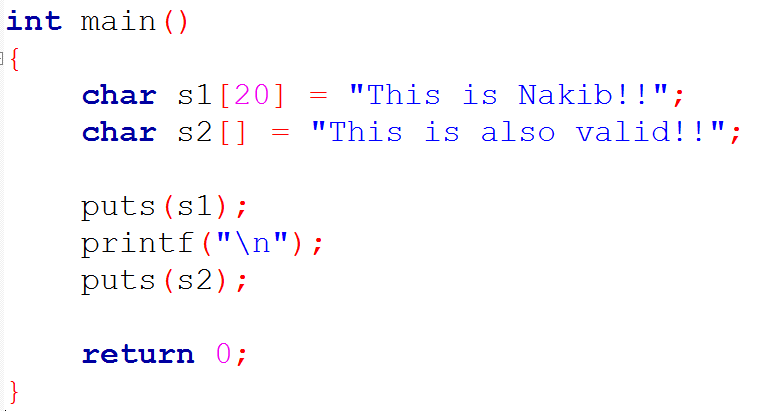 int main()
{
    char s1[20] = "This is Nakib!!";
    char s2[] = "This is also valid!!";

    puts(s1);
    printf("\n");
    puts(s2);

    return 0;
}